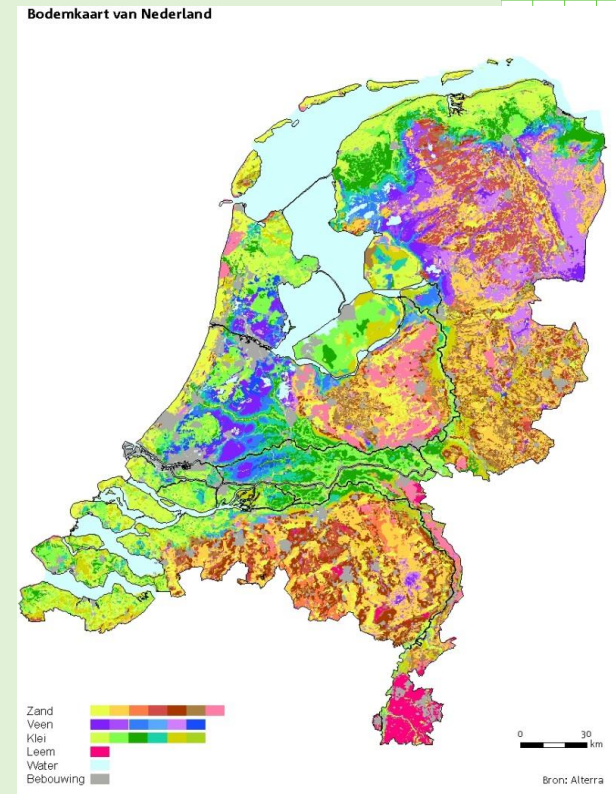 Bodemkaart van Nederland
Zand
Veen
Klei
Leem
Water
Bebouwing
0 30
km
Bron: Alterra